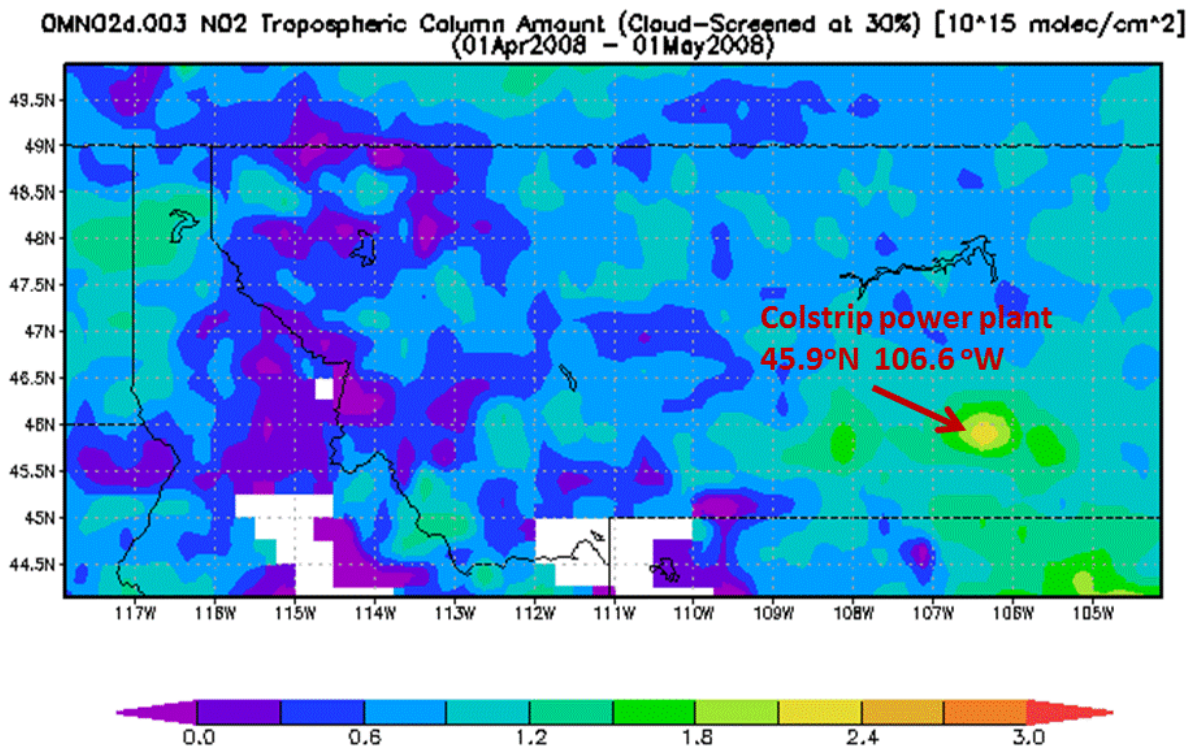 OMNO2d.003 NO2 Tropospheric Column Amount (Cloud-Screened at 30%) [10^15 molec/cm^2]
(01Apr2008 - 01May2008)
49.5N
49N
48.5N
48N
47.5N
47N
46.5N
46N
45.5N
45N
44.5N
Colstrip power plant
45.9°N 106.6 °W
117W 116W 115W 114W 113W 112W 111W 110W 109W 108W 107W 106W 105W
0.0 0.6 1.2 1.8 2.4 3.0